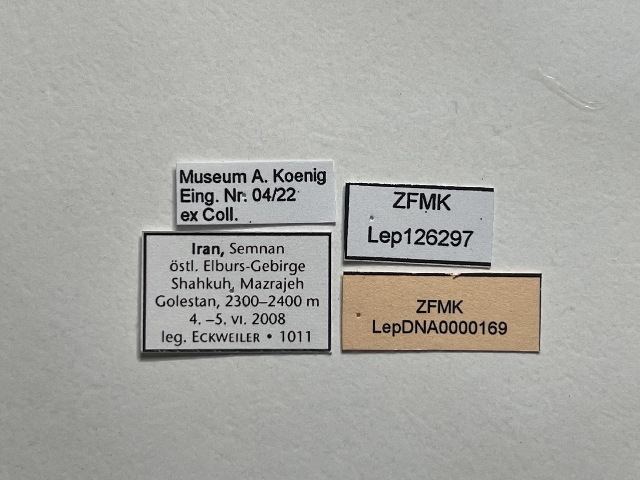 Museum A. Koenig
Eing. Nr. 04/22
ex Coll.
ZFMK
Lep126297
Iran, Semnan
östl. Elburs-Gebirge
Shahkuh, Mazrajeh
Golestan, 2300–2400 m
4. –5. VI. 2008
leg. ECKWEILER • 1011
ZFMK
LepDNA0000169